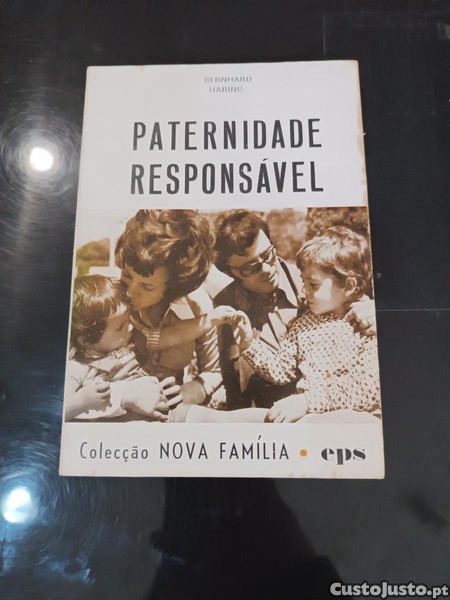 BERNHARD
HÄRING
PATERNIDADE
RESPONSÁVEL
Colecção NOVA FAMÍLIA • eps
CustoJusto.pt